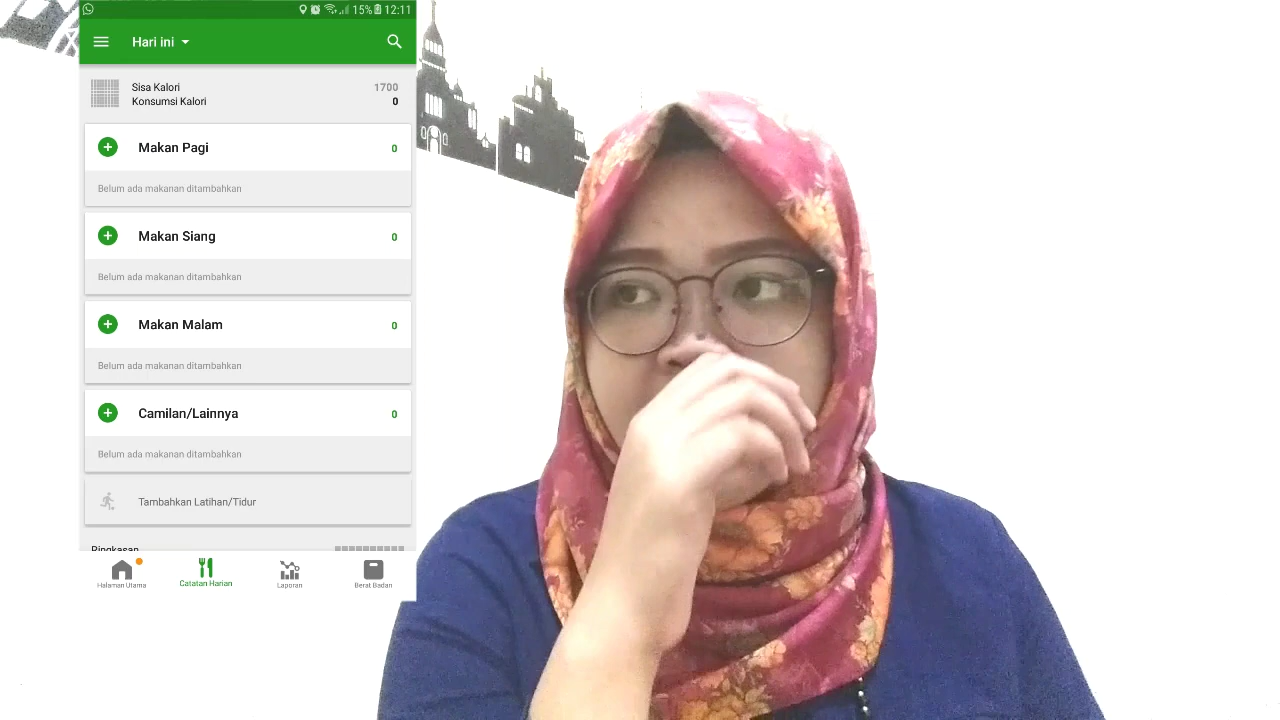 15% 12:11
Hari ini
Sisa Kalori 1700
Konsumsi Kalori 0
Makan Pagi 0
Belum ada makanan ditambahkan
Makan Siang 0
Belum ada makanan ditambahkan
Makan Malam 0
Belum ada makanan ditambahkan
Camilan/Lainnya 0
Belum ada makanan ditambahkan
Tambahkan Latihan/Tidur
Ringkasan
Halaman Utama Catatan Harian Laporan Berat Badan